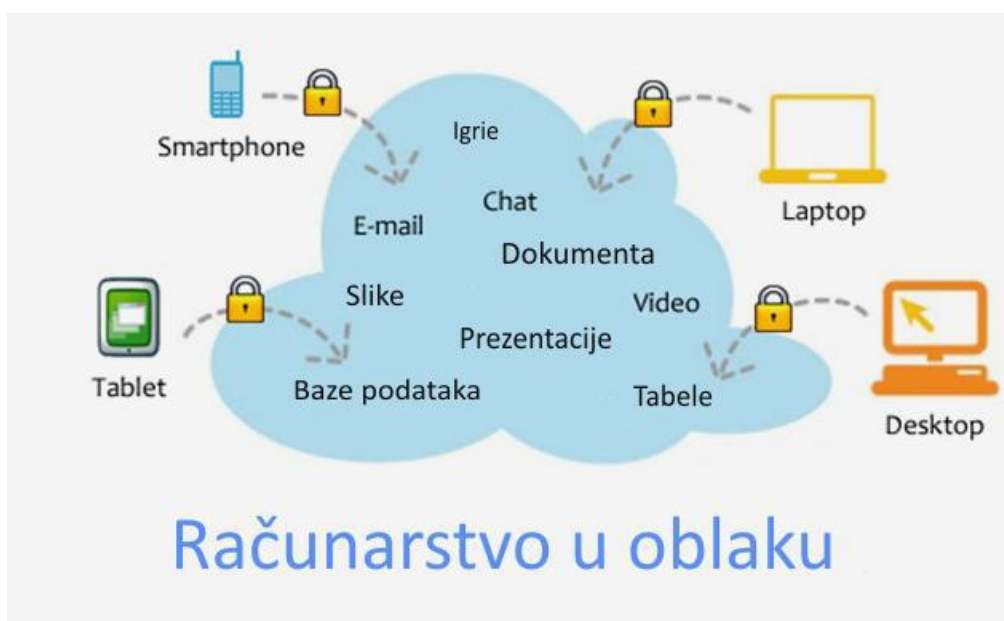 Smartphone
Igrie
Laptop
Chat
E-mail
Dokumenta
Slike
Video
Prezentacije
Tablet
Baze podataka
Tabele
Desktop
Računarstvo u oblaku